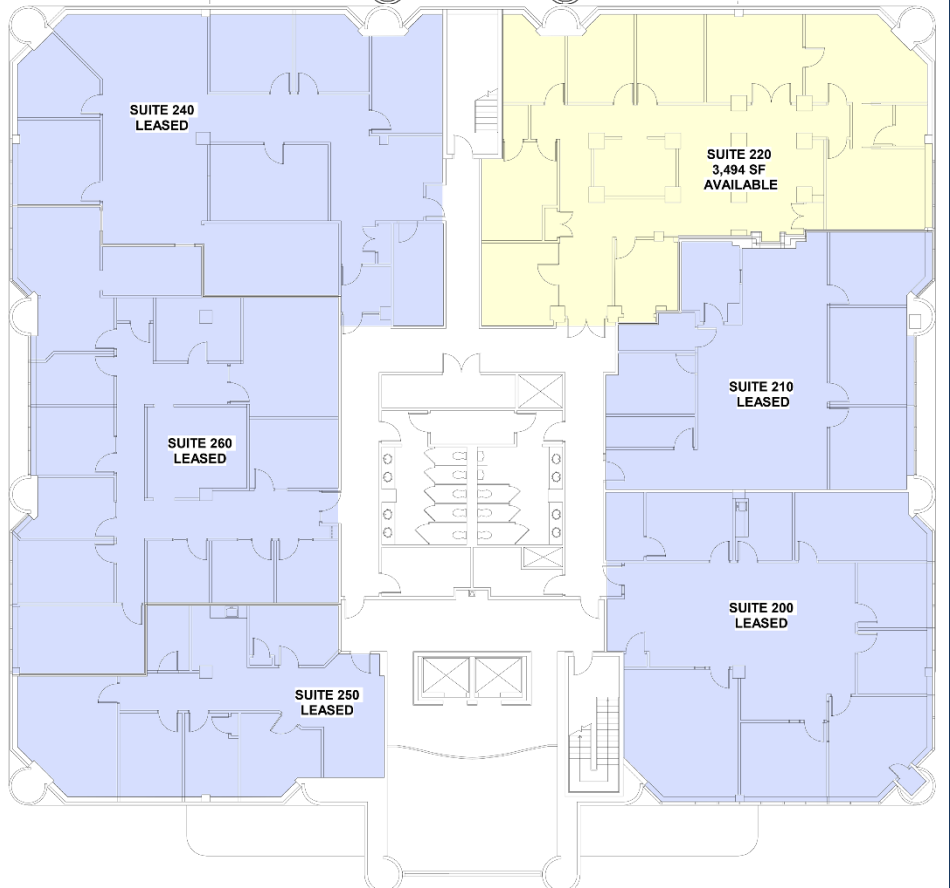 SUITE 240
LEASED
SUITE 220
3,494 SF
AVAILABLE
SUITE 210
LEASED
SUITE 260
LEASED
SUITE 200
LEASED
SUITE 250
LEASED